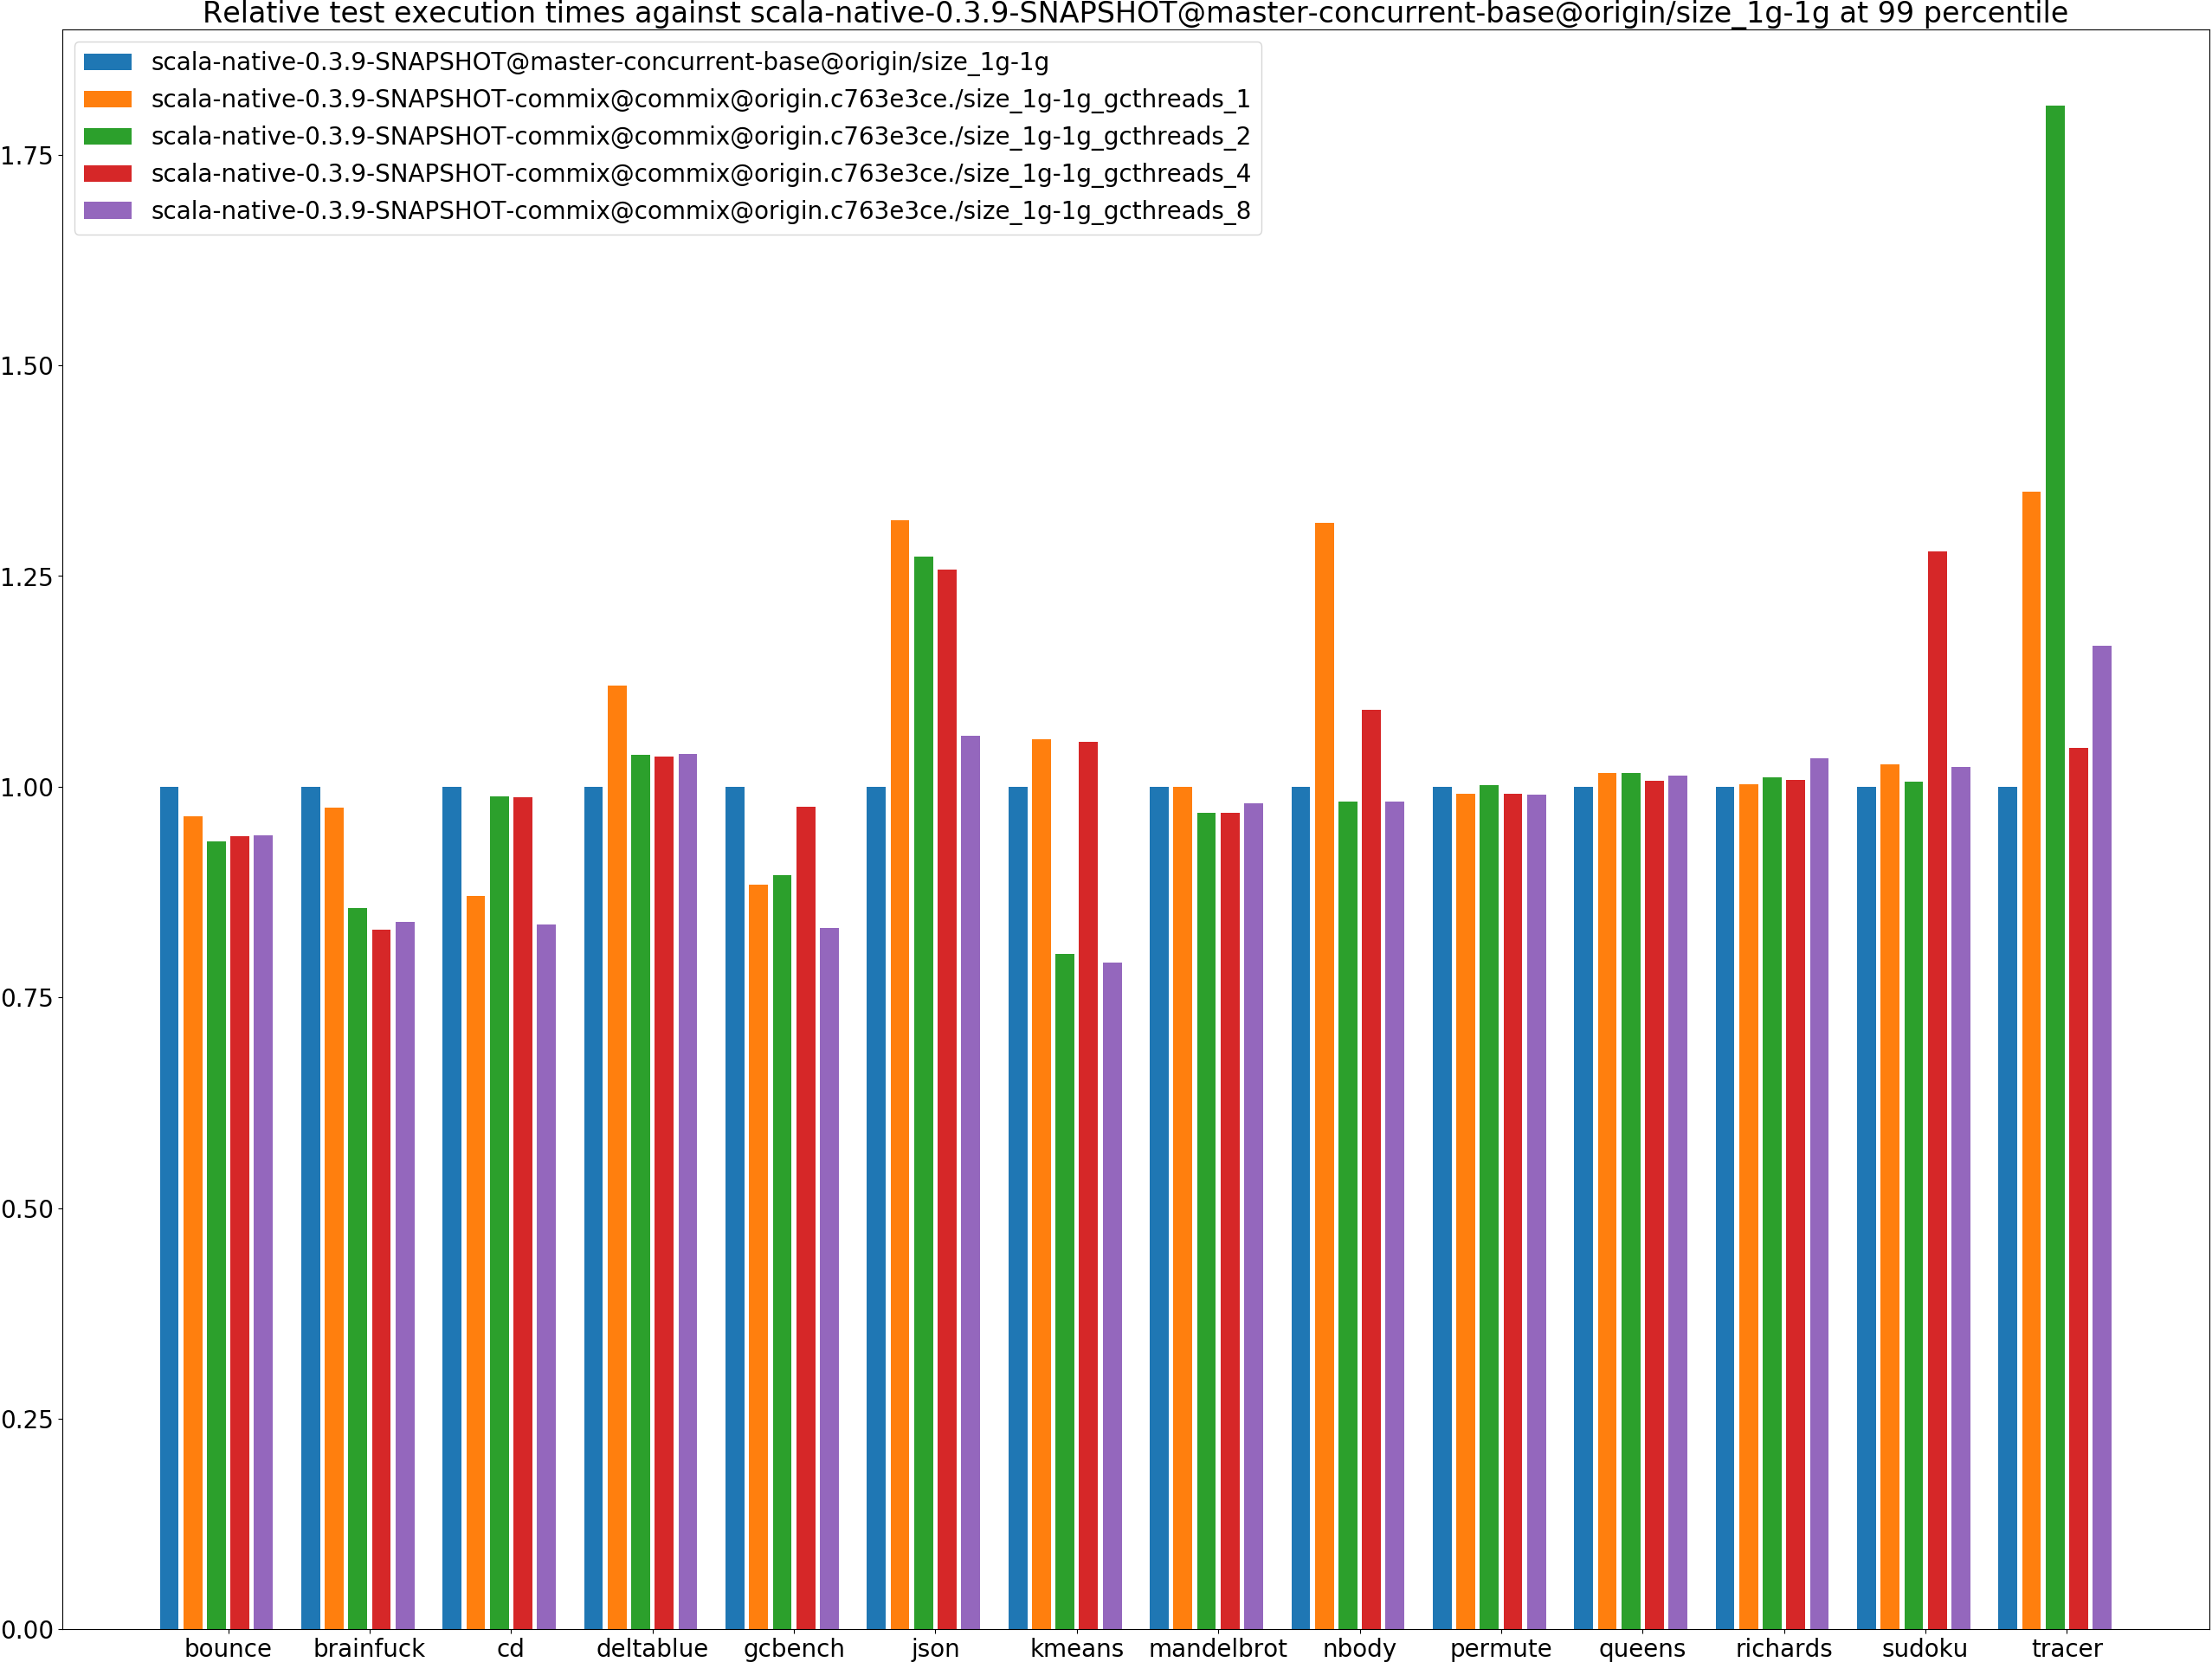 Relative test execution times against scala-native-0.3.9-SNAPSHOT@master-concurrent-base@origin/size_1g-1g at 99 percentile
scala-native-0.3.9-SNAPSHOT@master-concurrent-base@origin/size_1g-1g
scala-native-0.3.9-SNAPSHOT-commix@commix@origin.c763e3ce./size_1g-1g_gcthreads_1
scala-native-0.3.9-SNAPSHOT-commix@commix@origin.c763e3ce./size_1g-1g_gcthreads_2
scala-native-0.3.9-SNAPSHOT-commix@commix@origin.c763e3ce./size_1g-1g_gcthreads_4
scala-native-0.3.9-SNAPSHOT-commix@commix@origin.c763e3ce./size_1g-1g_gcthreads_8
1.75
1.50
1.25
1.00
0.75
0.50
0.25
0.00
bounce brainfuck cd deltablue gcbench json kmeans mandelbrot nbody permute queens richards sudoku tracer